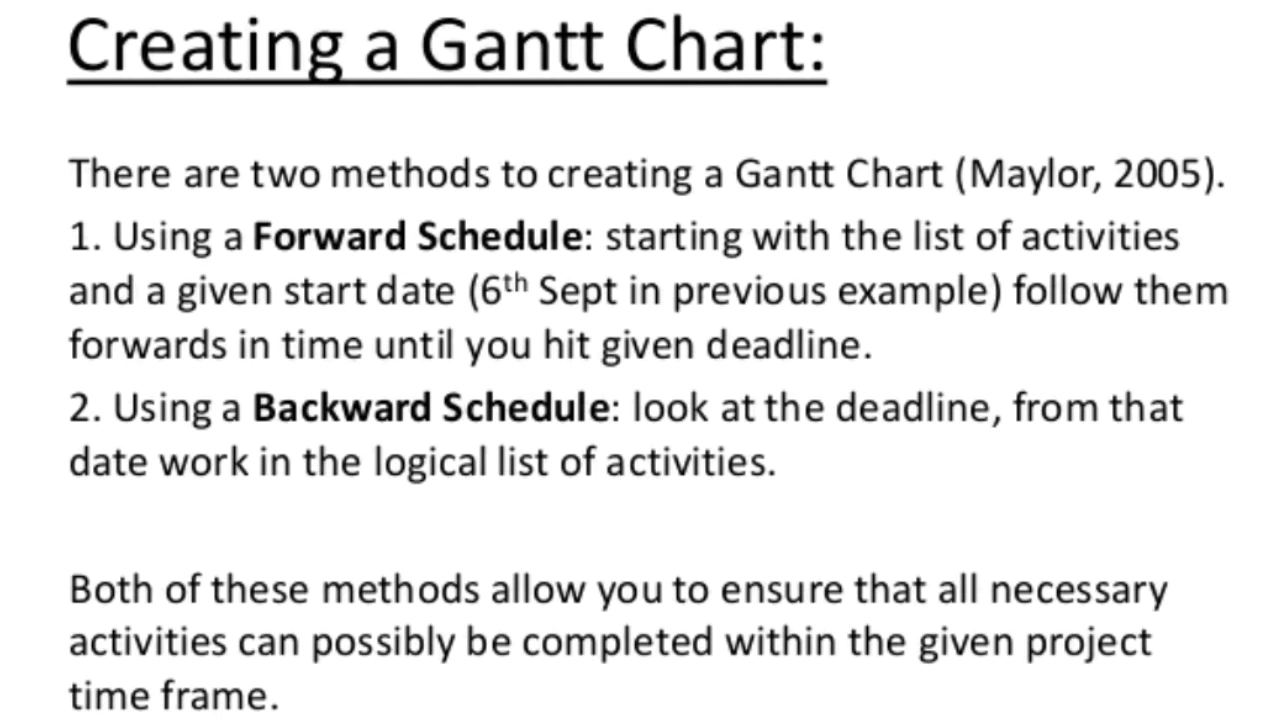 Creating a Gantt Chart:
There are two methods to creating a Gantt Chart (Maylor, 2005).
1. Using a Forward Schedule: starting with the list of activities
and a given start date (6th Sept in previous example) follow them
forwards in time until you hit given deadline.
2. Using a Backward Schedule: look at the deadline, from that
date work in the logical list of activities.
Both of these methods allow you to ensure that all necessary
activities can possibly be completed within the given project
time frame.